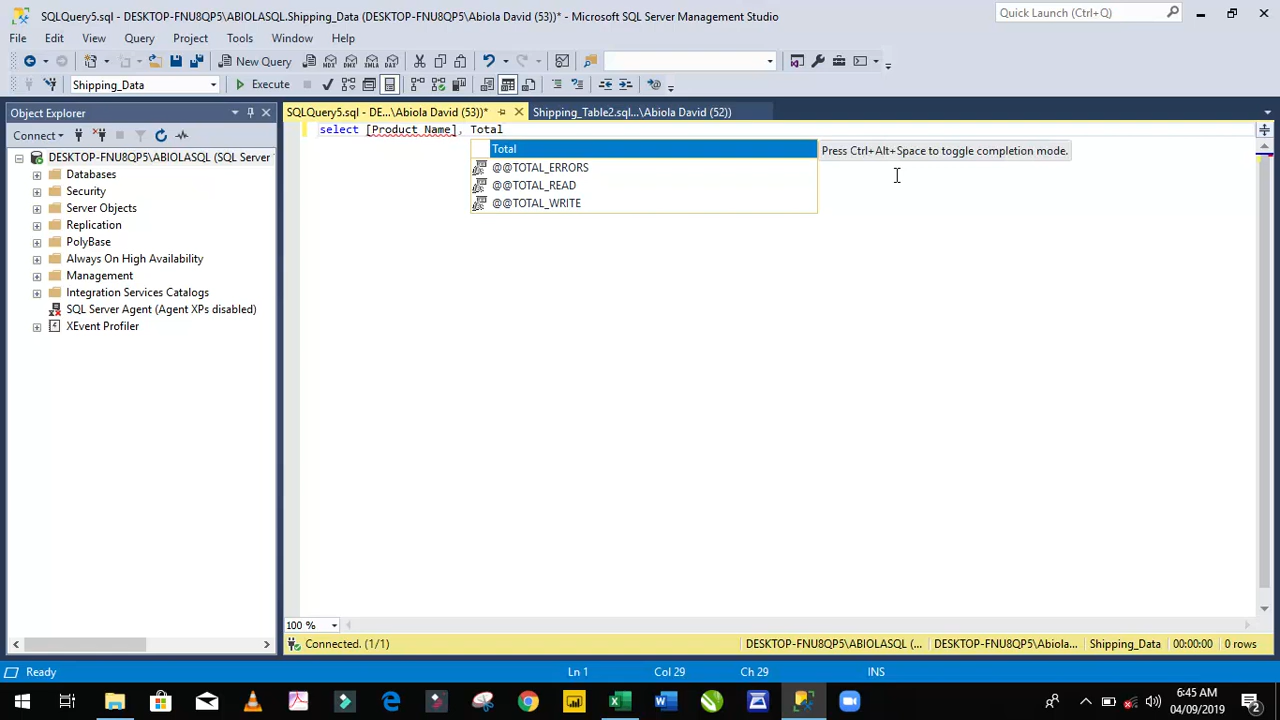 SQLQuery5.sql - DESKTOP-FNU8QP5\ABIOLASQL.Shipping_Data (DESKTOP-FNU8QP5\Abiola David (53))* - Microsoft SQL Server Management Studio
Quick Launch (Ctrl+Q)
File Edit View Query Project Tools Window Help
New Query
MDX DMX XMLA DAX
Shipping_Data
Execute
Object Explorer
SQLQuery5.sql - DE...\Abiola David (53))*
Shipping_Table2.sql...\Abiola David (52))
Connect
DESKTOP-FNU8QP5\ABIOLASQL (SQL Server
Databases
Security
Server Objects
Replication
PolyBase
Always On High Availability
Management
Integration Services Catalogs
SQL Server Agent (Agent XPs disabled)
XEvent Profiler
select [Product Name], Total
Total
@@TOTAL_ERRORS
@@TOTAL_READ
@@TOTAL_WRITE
Press Ctrl+Alt+Space to toggle completion mode.
100 %
Connected. (1/1)
DESKTOP-FNU8QP5\ABIOLASQL (...
DESKTOP-FNU8QP5\Abiola...
Shipping_Data
00:00:00
0 rows
Ready
Ln 1
Col 29
Ch 29
INS
6:45 AM
04/09/2019
2